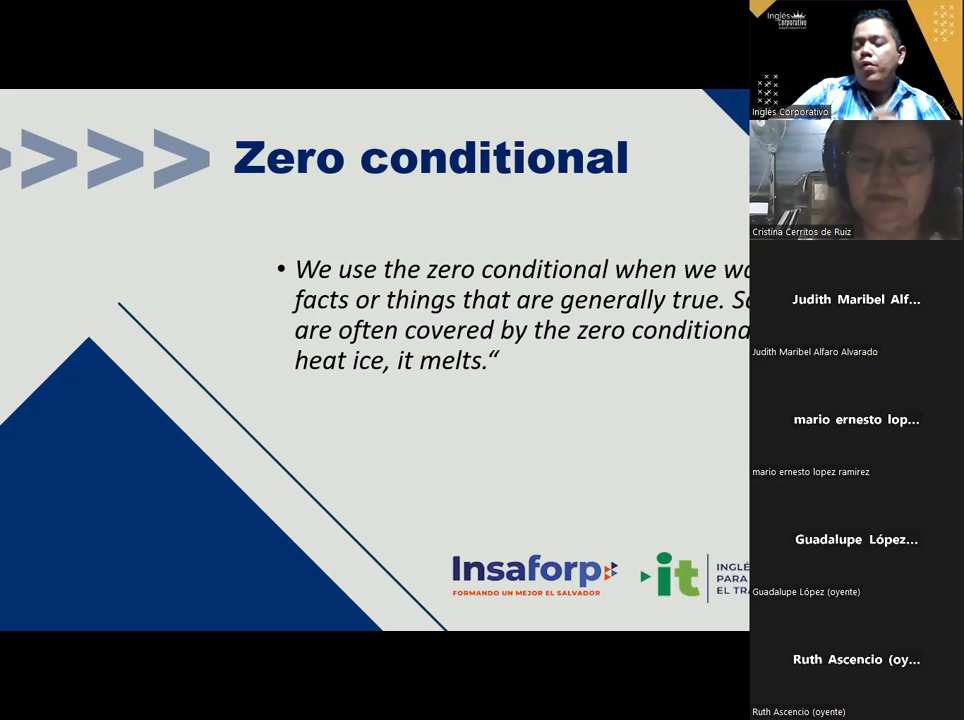 Zero conditional
• We use the zero conditional when we
facts or things that are generally true.
are often covered by the zero conditiona
heat ice, it melts.“
Insaforp
FORMANDO UN MEJOR EL SALVADOR
it
INGLÉ
PARA
EL TRA
Inglés
Corporativo
Inglés Corporativo
Cristina Cerritos de Ruiz
Judith Maribel Alf...
Judith Maribel Alfaro Alvarado
mario ernesto lop...
mario ernesto lopez ramirez
Guadalupe López...
Guadalupe López (oyente)
Ruth Ascencio (oy...
Ruth Ascencio (oyente)